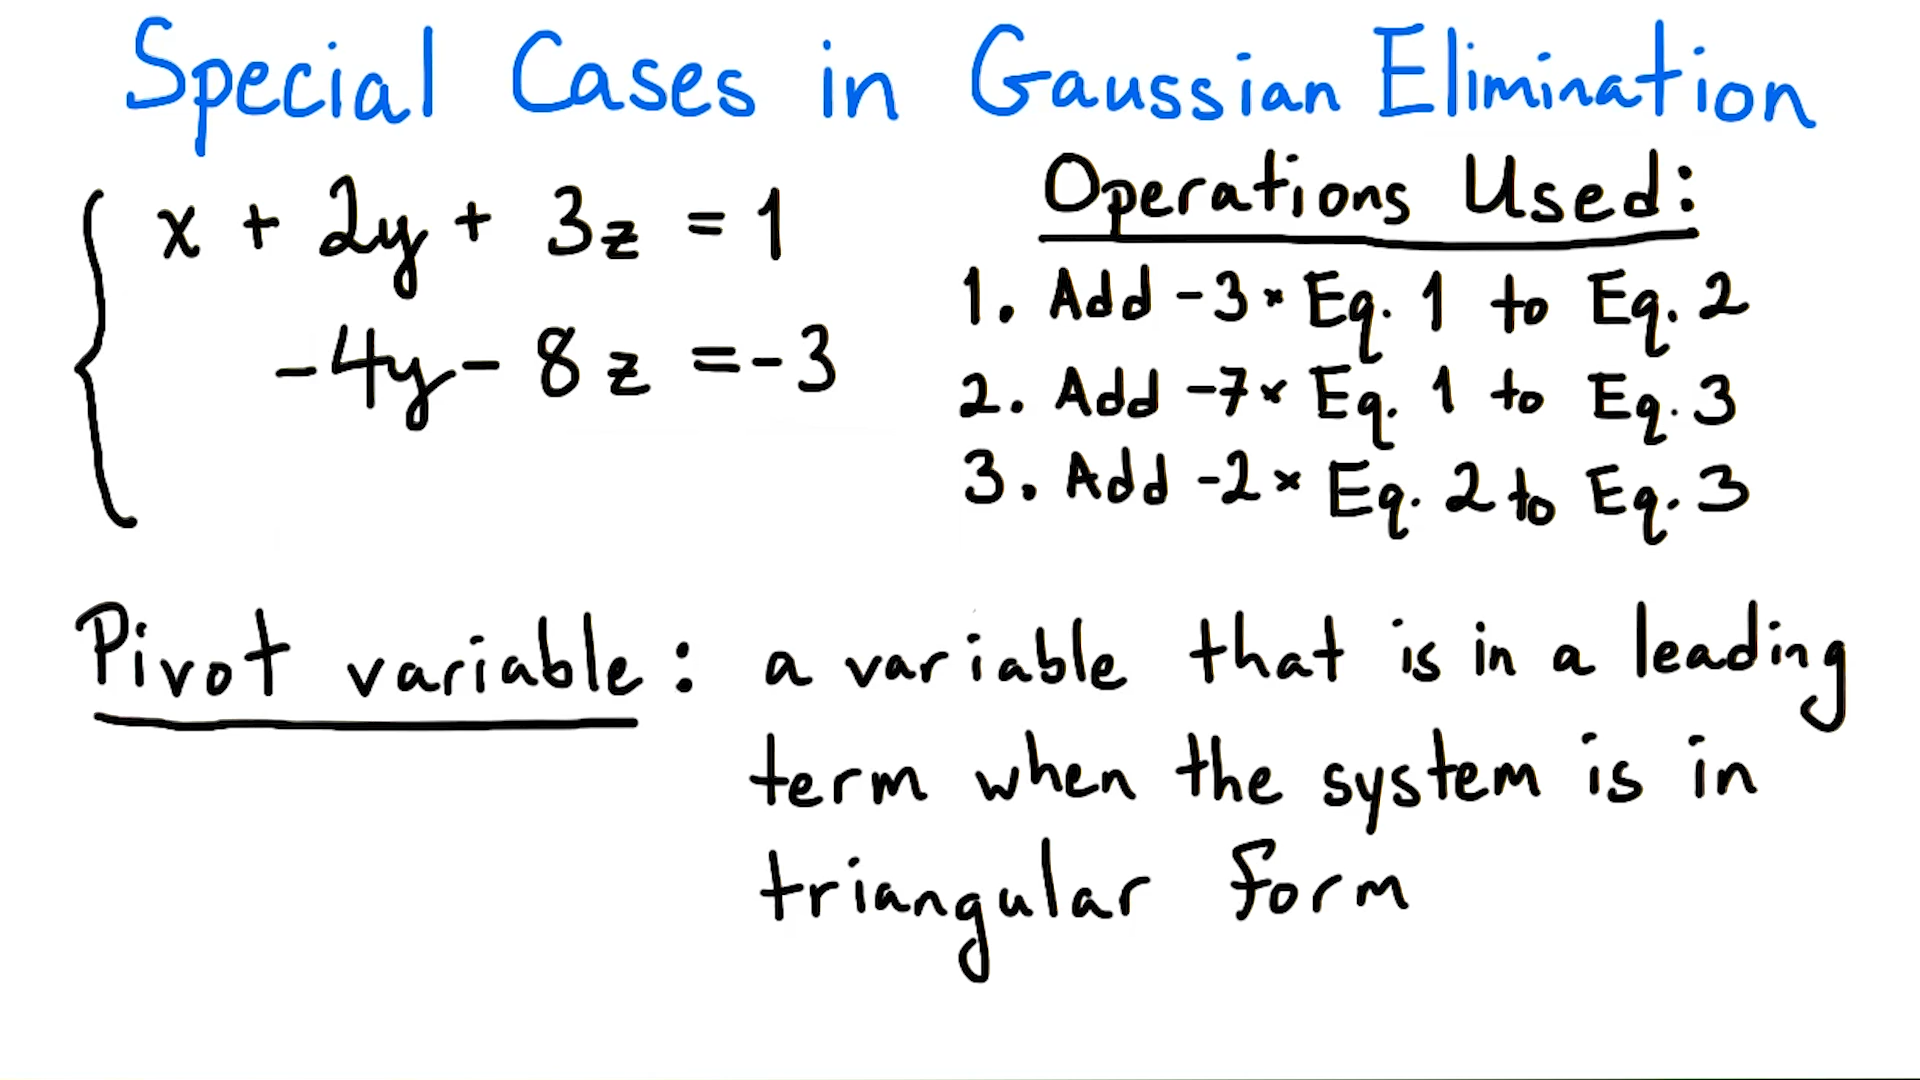 Special Cases in Gaussian Elimination
x + 2y + 3z = 1
-4y - 8z = -3
Operations Used:
1. Add -3 × Eq. 1 to Eq. 2
2. Add -7 × Eq. 1 to Eq. 3
3. Add -2 × Eq. 2 to Eq. 3
Pivot variable: a variable that is in a leading
term when the system is in
triangular form